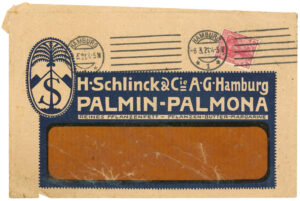 HAMBURG
HAMBURG
H·Schlinck & Cie A·G·Hamburg
PALMIN-PALMONA
REINES PFLANZENFETT - PFLANZEN-BUTTER-MARGARINE
S